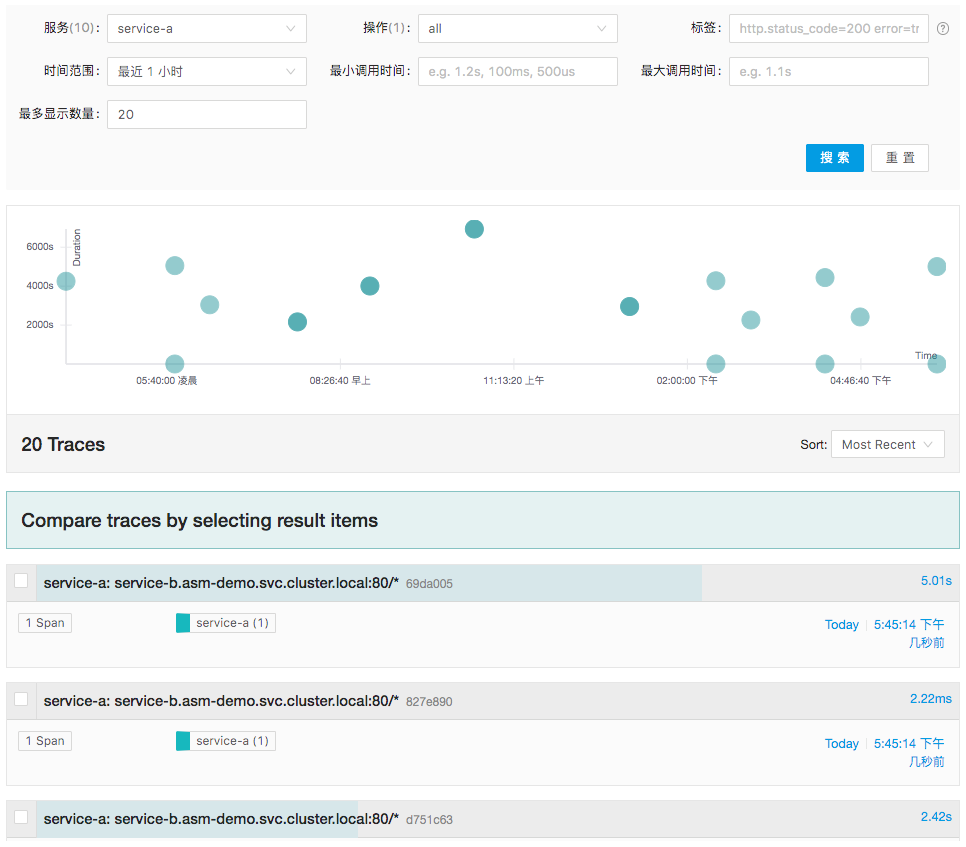 服务(10): service-a 操作(1): all 标签: http.status_code=200 error=tr ?
时间范围: 最近 1 小时 最小调用时间: e.g. 1.2s, 100ms, 500us 最大调用时间: e.g. 1.1s
最多显示数量: 20
搜 索 重 置
Duration
6000s
4000s
2000s
Time
05:40:00 凌晨 08:26:40 早上 11:13:20 上午 02:00:00 下午 04:46:40 下午
20 Traces Sort: Most Recent
Compare traces by selecting result items
service-a: service-b.asm-demo.svc.cluster.local:80/* 69da005 5.01s
1 Span service-a (1) Today 5:45:14 下午
几秒前
service-a: service-b.asm-demo.svc.cluster.local:80/* 827e890 2.22ms
1 Span service-a (1) Today 5:45:14 下午
几秒前
service-a: service-b.asm-demo.svc.cluster.local:80/* d751c63 2.42s